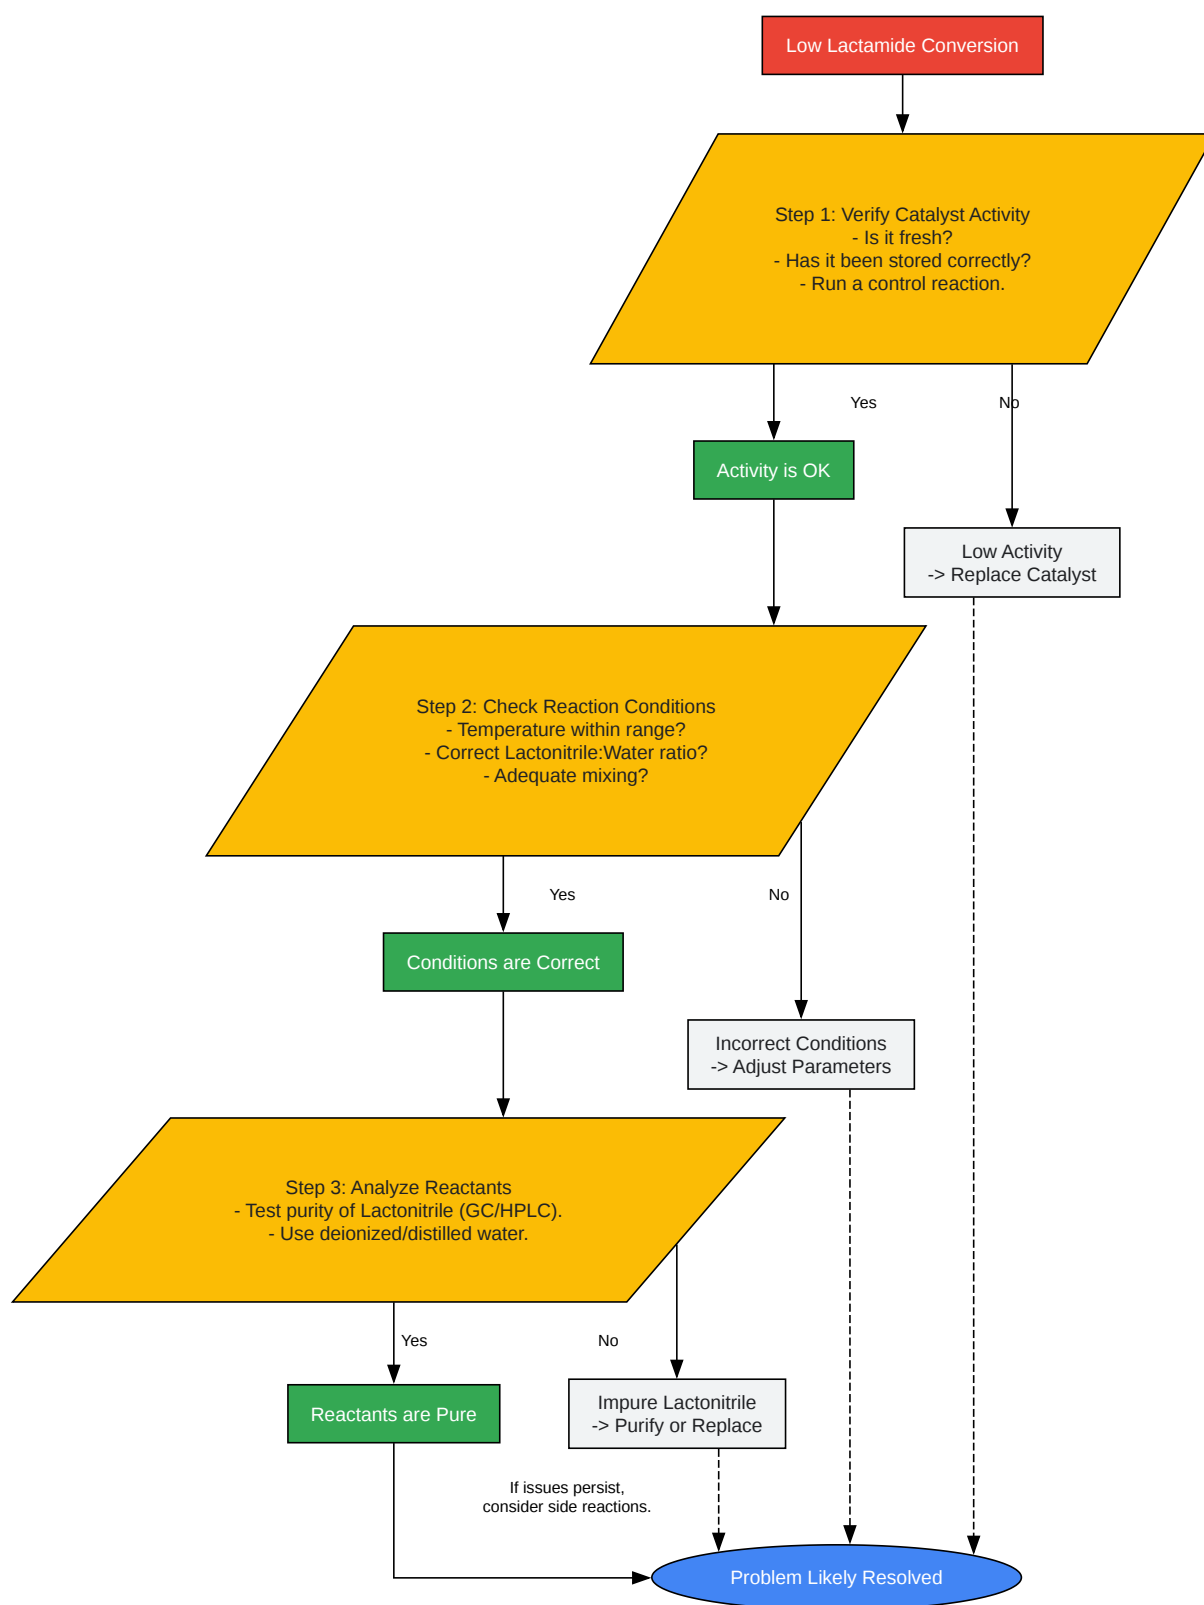 Low Lactamide Conversion
Step 1: Verify Catalyst Activity
- Is it fresh?
- Has it been stored correctly?
- Run a control reaction.
Yes
No
Activity is OK
Low Activity
-> Replace Catalyst
Step 2: Check Reaction Conditions
- Temperature within range?
- Correct Lactonitrile:Water ratio?
- Adequate mixing?
Yes
No
Conditions are Correct
Incorrect Conditions
-> Adjust Parameters
Step 3: Analyze Reactants
- Test purity of Lactonitrile (GC/HPLC).
- Use deionized/distilled water.
Yes
No
Reactants are Pure
Impure Lactonitrile
-> Purify or Replace
If issues persist,
consider side reactions.
Problem Likely Resolved